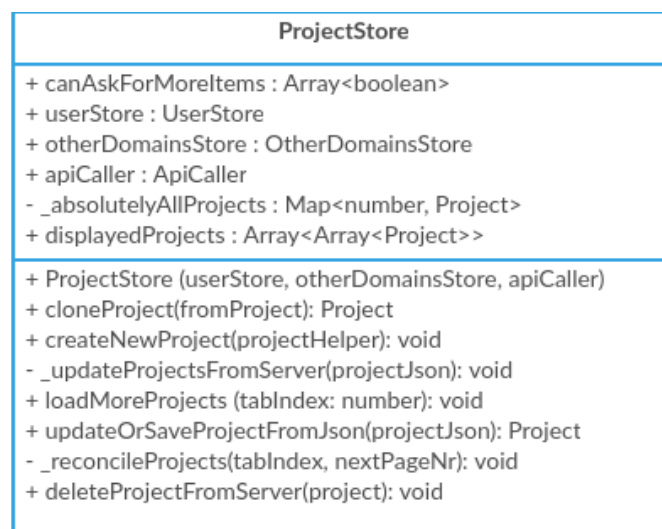 ProjectStore
+ canAskForMoreItems : Array<boolean>
+ userStore : UserStore
+ otherDomainsStore : OtherDomainsStore
+ apiCaller : ApiCaller
- _absolutelyAllProjects : Map<number, Project>
+ displayedProjects : Array<Array<Project>>
+ ProjectStore (userStore, otherDomainsStore, apiCaller)
+ cloneProject(fromProject): Project
+ createNewProject(projectHelper): void
- _updateProjectsFromServer(projectJson): void
+ loadMoreProjects (tabIndex: number): void
+ updateOrSaveProjectFromJson(projectJson): Project
- _reconcileProjects(tabIndex, nextPageNr): void
+ deleteProjectFromServer(project): void